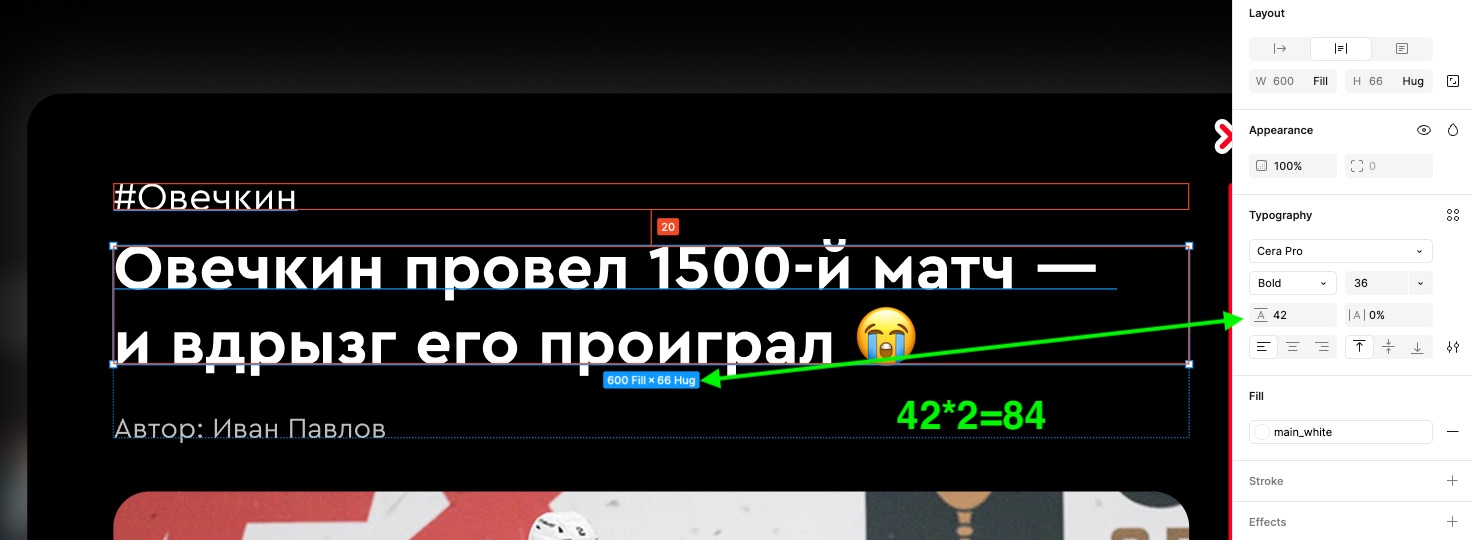 Layout
W 600 Fill
H 66 Hug
Appearance
100%
0
#Овечкин
20
Typography
Овечкин провел 1500-й матч —
и вдрызг его проиграл 😭
Cera Pro
Bold
36
A 42
|A| 0%
600 Fill × 66 Hug
42*2=84
Автор: Иван Павлов
Fill
main_white
Stroke
Effects